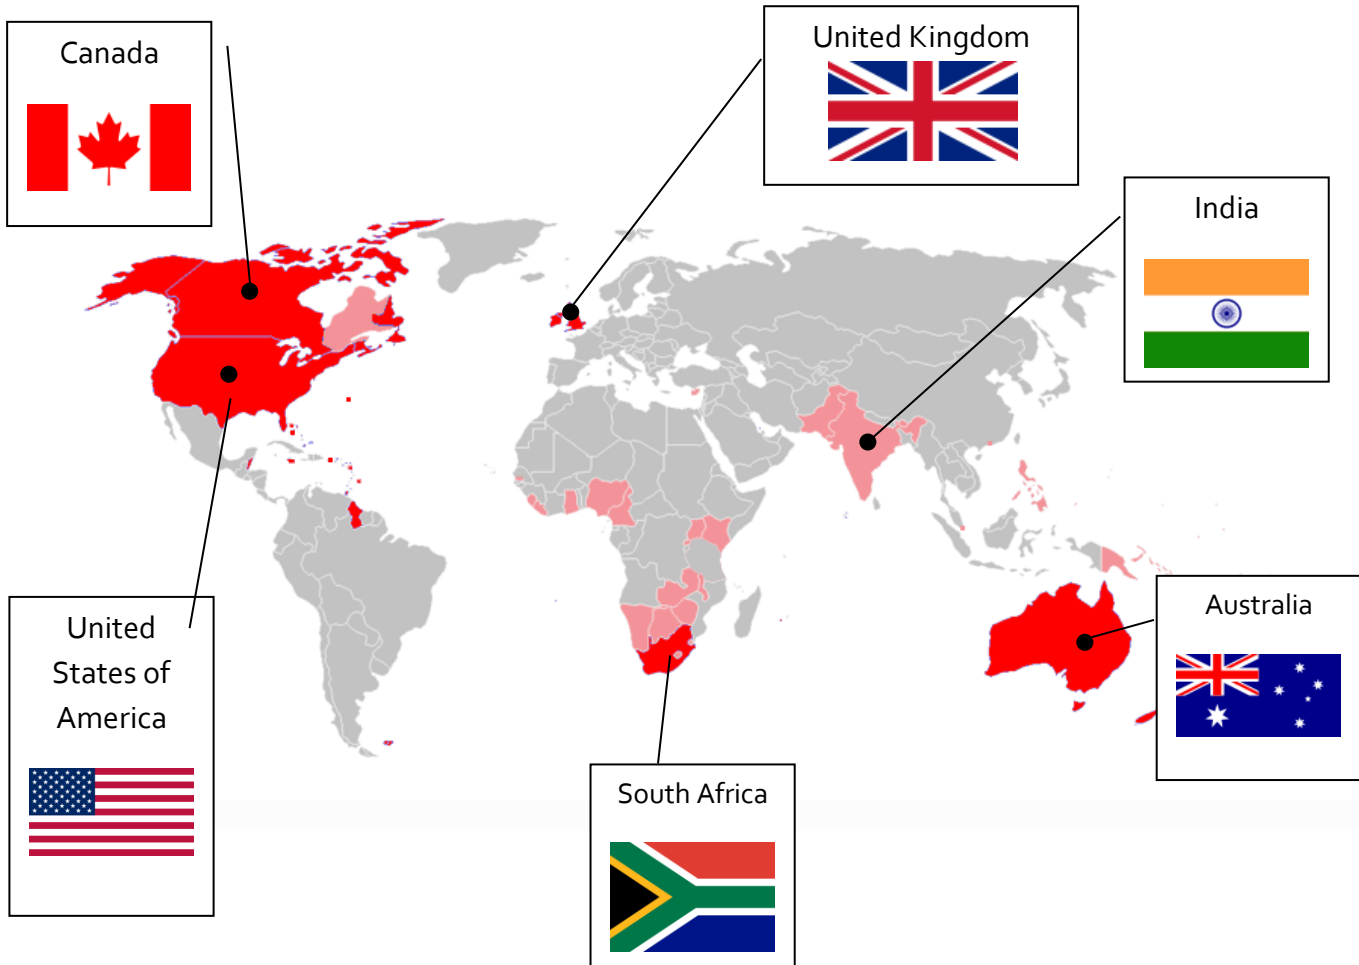 Canada
United Kingdom
India
United
States of
America
South Africa
Australia